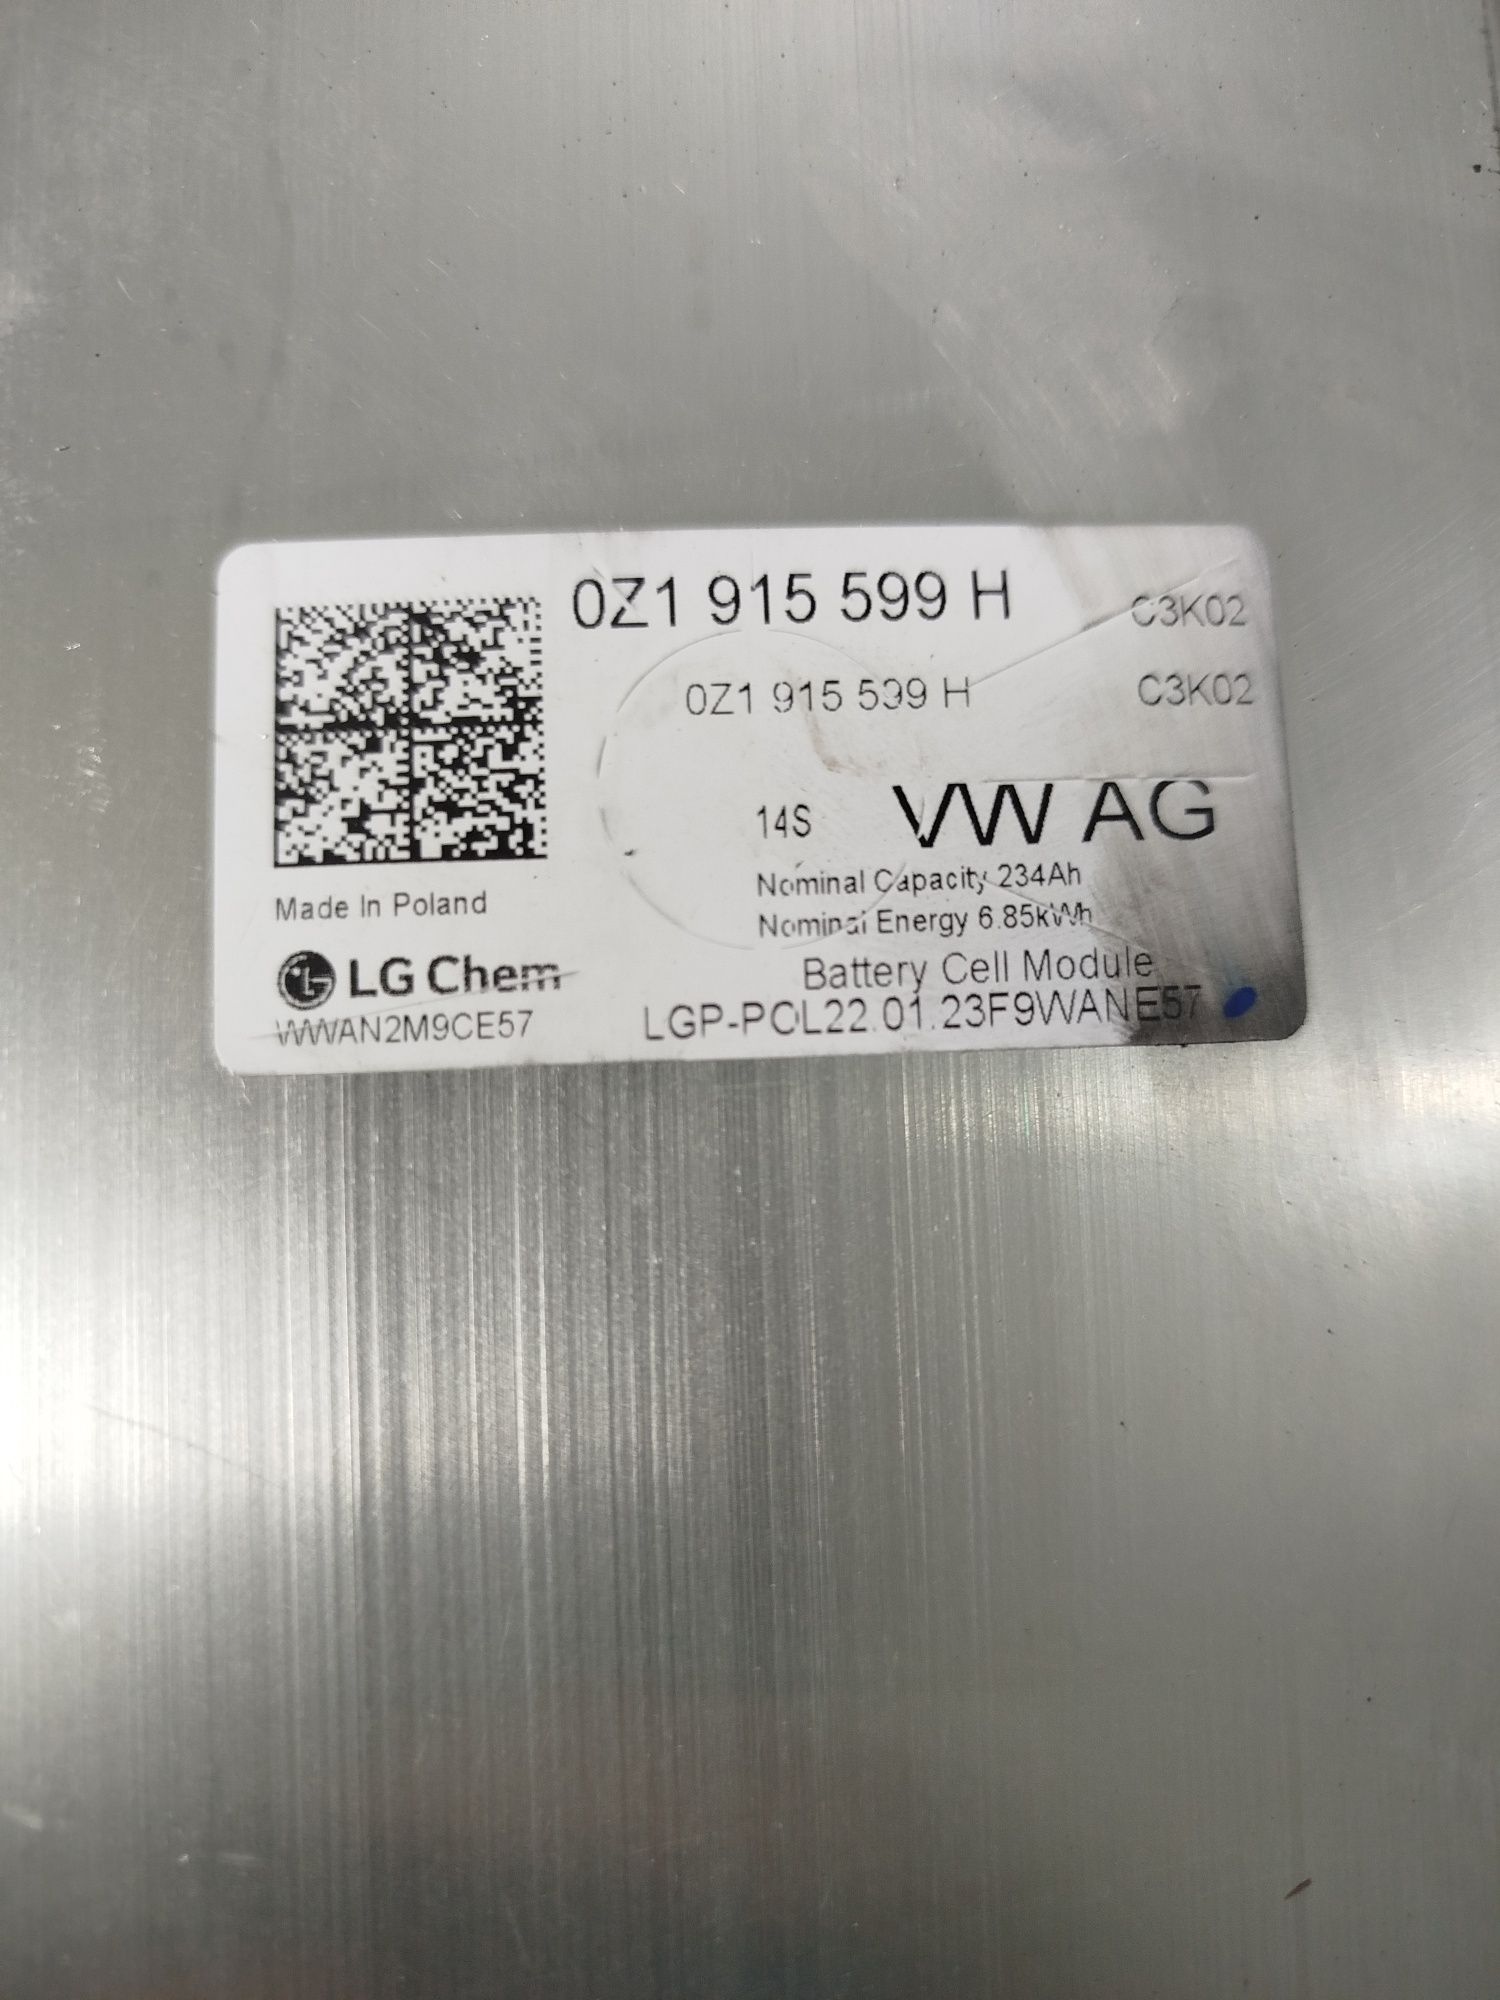 0Z1 915 599 H C3K02
0Z1 915 599 H C3K02
14S VW AG
Nominal Capacity 234Ah
Nominal Energy 6.85kWh
Made In Poland
Battery Cell Module
LG Chem
WWAN2M9CE57 LGP-POL22.01.23F9WANE57